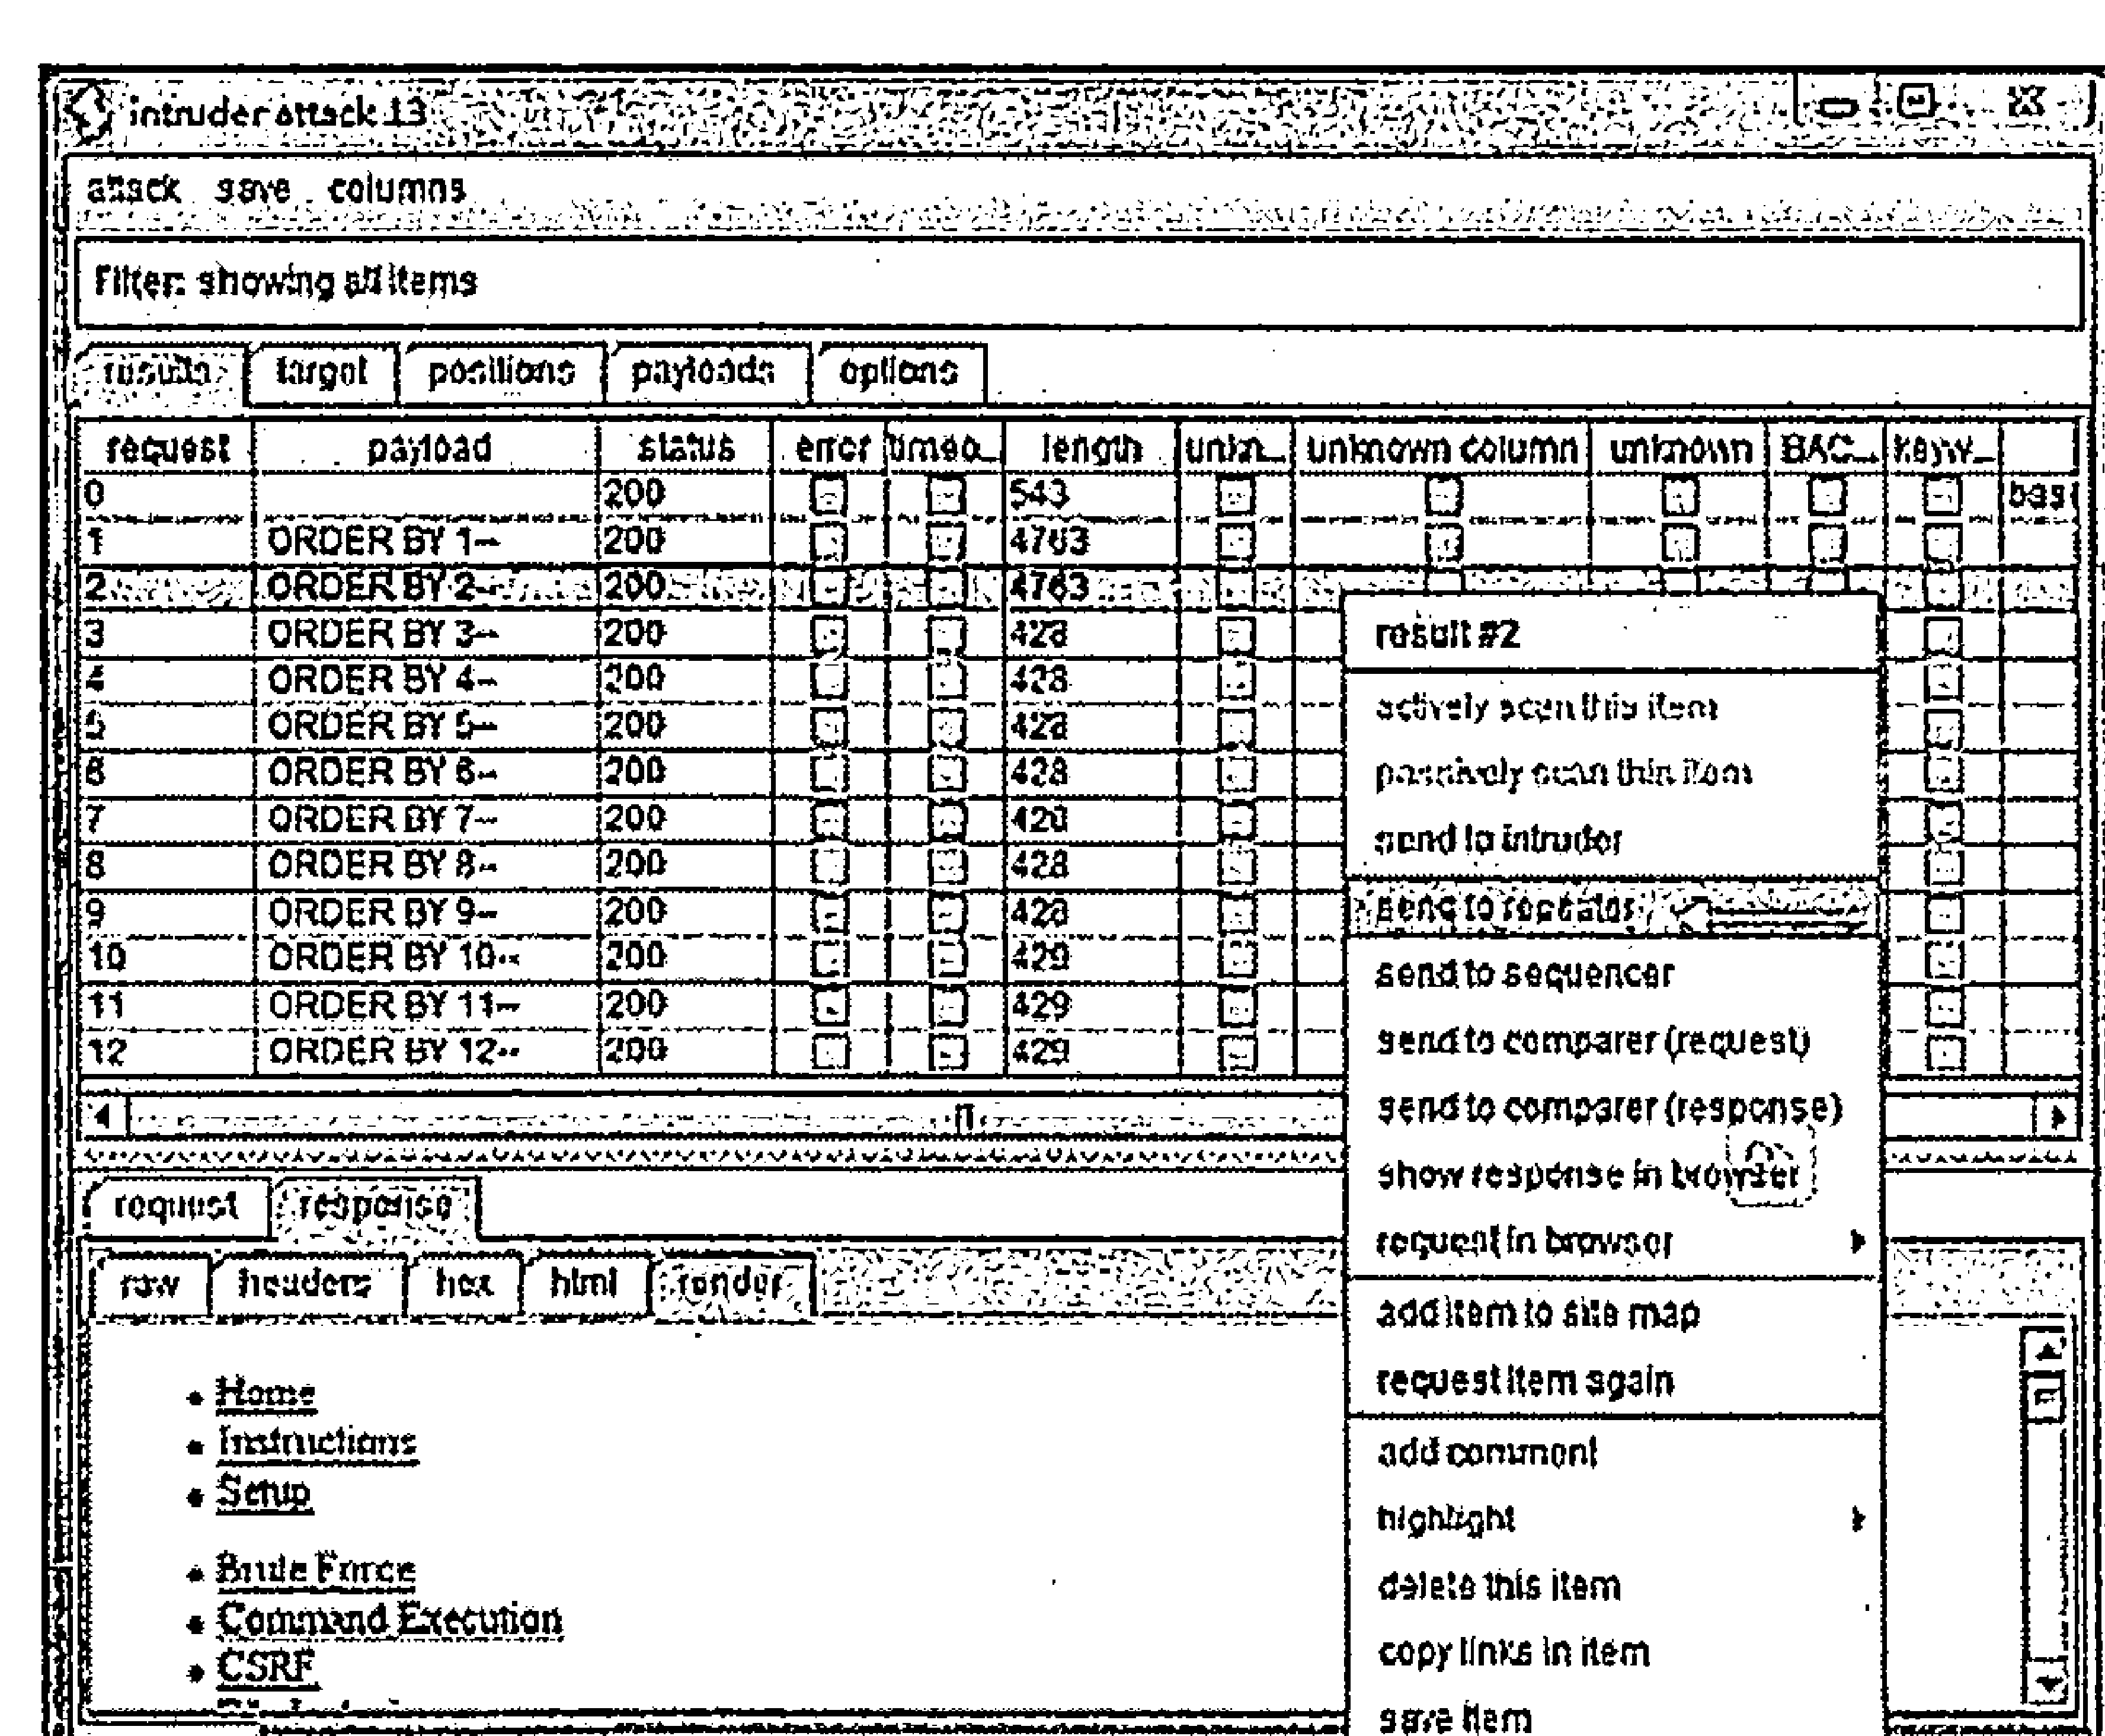 intruder attack 13
attack save columns
Filter: showing all items
results target positions payloads options
request payload status error timeo... length unkn... unknown column unknown BAC... keyw...
0 200 543 bas
1 ORDER BY 1-- 200 4763
2 ORDER BY 2-- 200 4763
3 ORDER BY 3-- 200 428
4 ORDER BY 4-- 200 428
5 ORDER BY 5-- 200 428
6 ORDER BY 6-- 200 428
7 ORDER BY 7-- 200 428
8 ORDER BY 8-- 200 428
9 ORDER BY 9-- 200 428
10 ORDER BY 10-- 200 429
11 ORDER BY 11-- 200 429
12 ORDER BY 12-- 200 429
result #2
actively scan this item
passively scan this item
send to intruder
send to repeater
send to sequencer
send to comparer (request)
send to comparer (response)
show response in browser
request in browser
add item to site map
request item again
add comment
highlight
delete this item
copy links in item
save item
request response
raw headers hex html render
Home
Instructions
Setup
Brute Force
Command Execution
CSRF